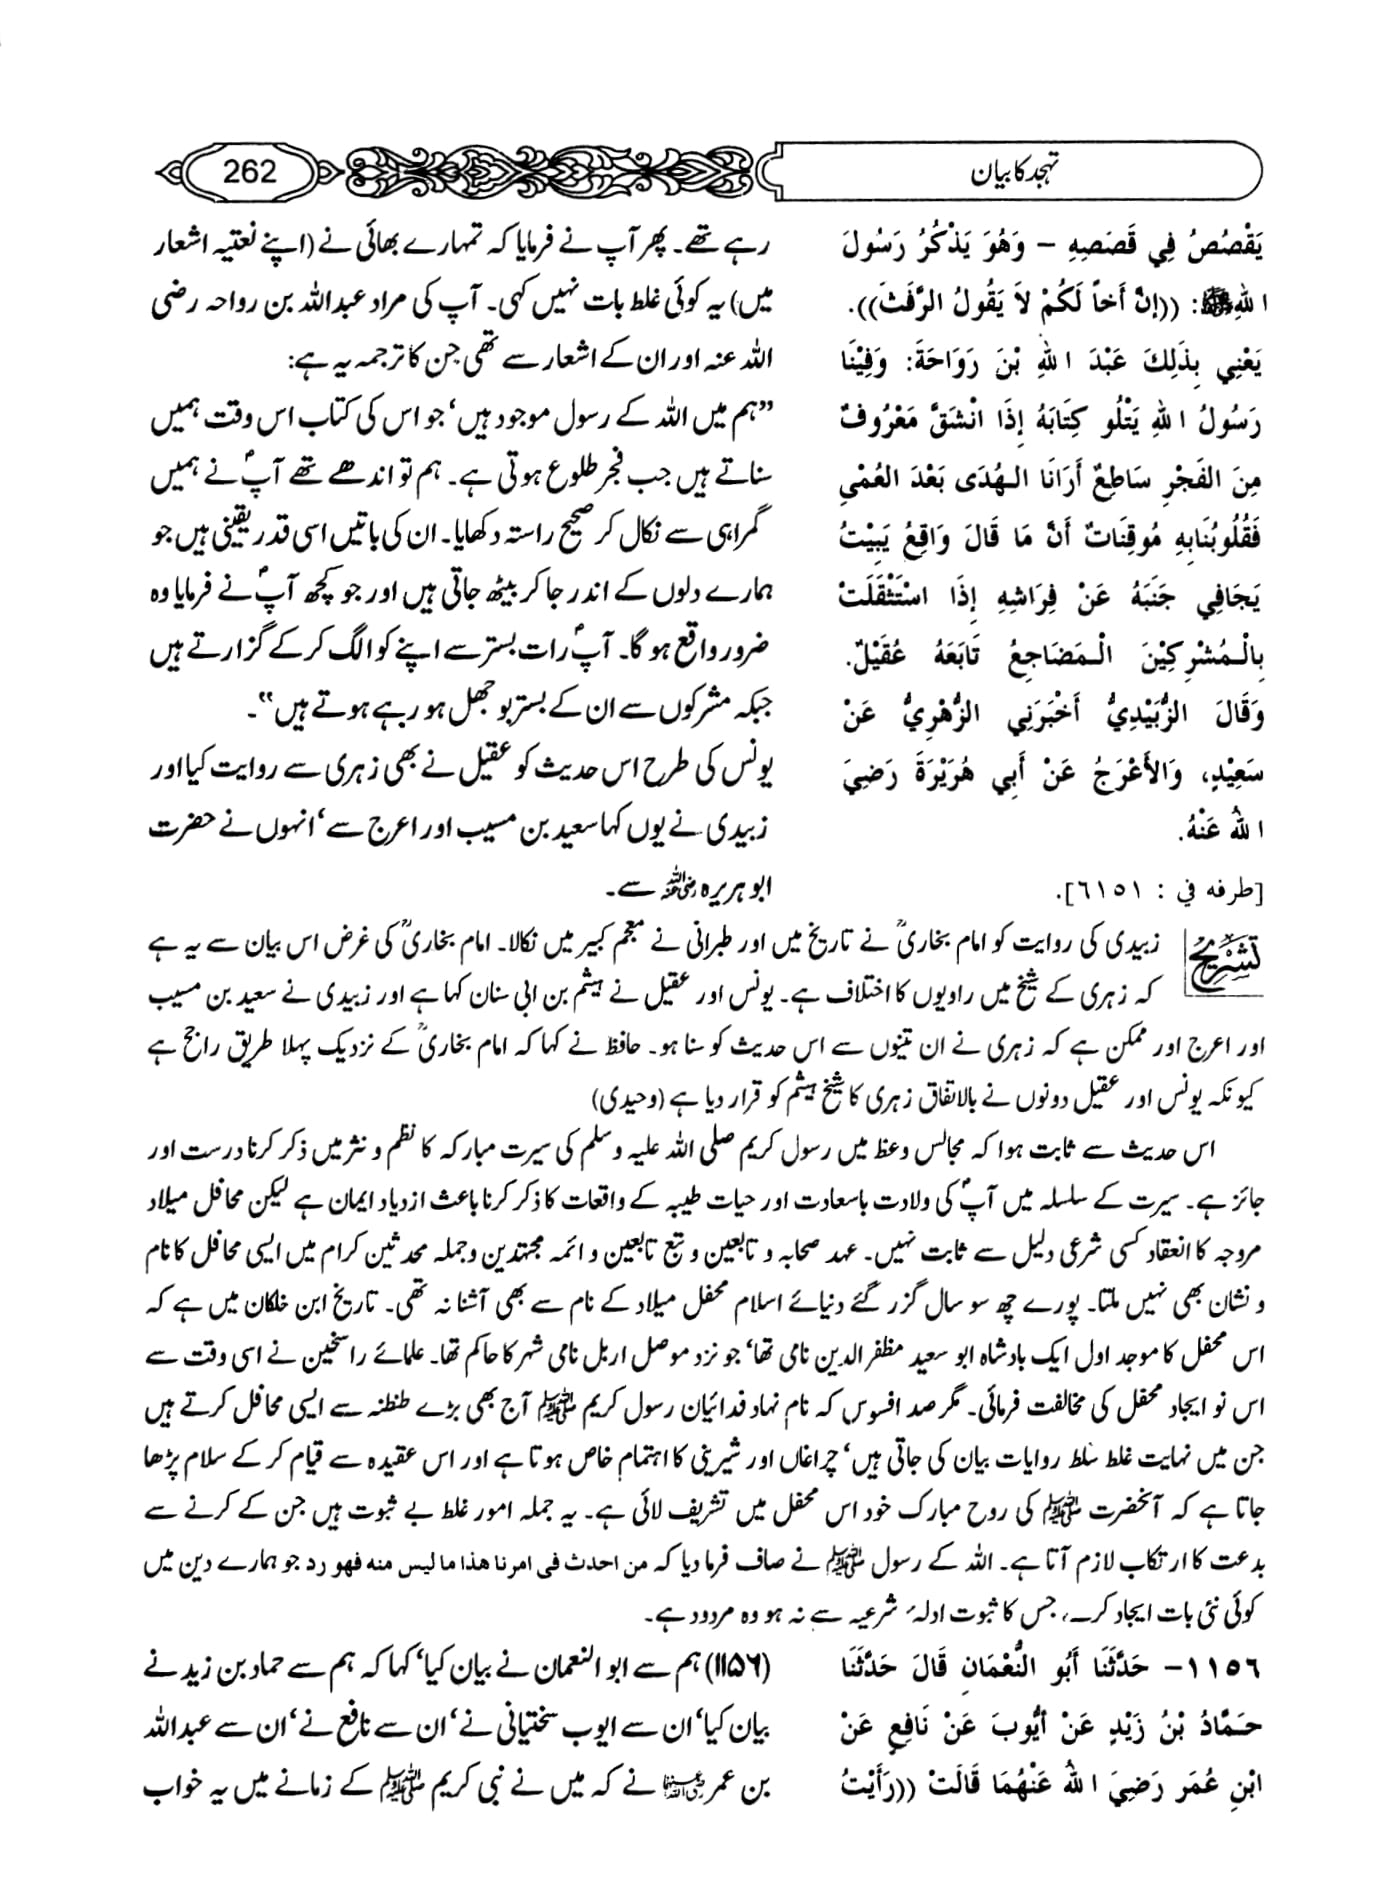 تہجد کا بیان
262
يَقْصُصُ فِي قَصَصِهِ – وَهُوَ يَذْكُرُ رَسُولَ
اللهِ ﷺ: ((إِنَّ أَخاً لَكُمْ لاَ يَقُولُ الرَّفَثَ)).
يَعْنِي بِذَلِكَ عَبْدَ اللهِ بْنَ رَوَاحَةَ: وَفِيْنَا
رَسُولُ اللهِ يَتْلُو كِتَابَهُ إِذَا انْشَقَّ مَعْرُوفٌ
مِنَ الفَجْرِ سَاطِعٌ أَرَانَا الهُدَى بَعْدَ العُمْيِ
فَقُلُوبُنَابِهِ مُوقِنَاتٌ أَنَّ مَا قَالَ وَاقِعُ يَبِيْتُ
يَجَافِي جَنَبَهُ عَنْ فِرَاشِهِ إِذَا اسْتَثْقَلَتْ
بِالْمُشْرِكِيْنَ الْمَضَاجِعُ تَابَعَهُ عُقَيْلٌ.
وَقَالَ الزُّبَيْدِيُّ أَخْبَرَنِي الزُّهْرِيُّ عَنْ
سَعِيْدٍ، وَالأَعْرَجُ عَنْ أَبِي هُرَيْرَةَ رَضِيَ
اللهُ عَنْهُ.
[طرفه في : ٦١٥١].
رہے تھے۔ پھر آپ نے فرمایا کہ تمہارے بھائی نے (اپنے نعتیہ اشعار
میں) یہ کوئی غلط بات نہیں کہی۔ آپ کی مراد عبداللہ بن رواحہ رضی
اللہ عنہ اور ان کے اشعار سے تھی جن کا ترجمہ یہ ہے:
”ہم میں اللہ کے رسول موجود ہیں‘ جو اس کی کتاب اس وقت ہمیں
سناتے ہیں جب فجر طلوع ہوتی ہے۔ ہم تو اندھے تھے آپؐ نے ہمیں
گمراہی سے نکال کر صحیح راستہ دکھایا۔ ان کی باتیں اسی قدر یقینی ہیں جو
ہمارے دلوں کے اندر جا کر بیٹھ جاتی ہیں اور جو کچھ آپؐ نے فرمایا وہ
ضرور واقع ہو گا۔ آپؐ رات بستر سے اپنے کو الگ کر کے گزارتے ہیں
جبکہ مشرکوں سے ان کے بستر بوجھل ہو رہے ہوتے ہیں“۔
یونس کی طرح اس حدیث کو عقیل نے بھی زہری سے روایت کیا اور
زبیدی نے یوں کہا سعید بن مسیب اور اعرج سے‘ انہوں نے حضرت
ابو ہریرہ رضی اللہ عنہ سے۔
تشریح زبیدی کی روایت کو امام بخاریؒ نے تاریخ میں اور طبرانی نے معجم کبیر میں نکالا۔ امام بخاریؒ کی غرض اس بیان سے یہ ہے
کہ زہری کے شیخ میں راویوں کا اختلاف ہے۔ یونس اور عقیل نے ہیثم بن ابی سنان کہا ہے اور زبیدی نے سعید بن مسیب
اور اعرج اور ممکن ہے کہ زہری نے ان تینوں سے اس حدیث کو سنا ہو۔ حافظ نے کہا کہ امام بخاریؒ کے نزدیک پہلا طریق راجح ہے
کیونکہ یونس اور عقیل دونوں نے بالاتفاق زہری کا شیخ ہیثم کو قرار دیا ہے (وحیدی)
اس حدیث سے ثابت ہوا کہ مجالس وعظ میں رسول کریم صلی اللہ علیہ وسلم کی سیرت مبارکہ کا نظم و نثر میں ذکر کرنا درست اور
جائز ہے۔ سیرت کے سلسلہ میں آپؐ کی ولادت باسعادت اور حیات طیبہ کے واقعات کا ذکر کرنا باعث ازدیاد ایمان ہے لیکن محافل میلاد
مروجہ کا انعقاد کسی شرعی دلیل سے ثابت نہیں۔ عہد صحابہ و تابعین و تبع تابعین و ائمہ مجتہدین و جملہ محدثین کرام میں ایسی محافل کا نام
و نشان بھی نہیں ملتا۔ پورے چھ سو سال گزر گئے دنیائے اسلام محفل میلاد کے نام سے بھی آشنا نہ تھی۔ تاریخ ابن خلکان میں ہے کہ
اس محفل کا موجد اول ایک بادشاہ ابو سعید مظفر الدین نامی تھا‘ جو نزد موصل اربل نامی شہر کا حاکم تھا۔ علمائے راسخین نے اسی وقت سے
اس نو ایجاد محفل کی مخالفت فرمائی۔ مگر صد افسوس کہ نام نہاد فدائیان رسول کریم ﷺ آج بھی بڑے طنطنہ سے ایسی محافل کرتے ہیں
جن میں نہایت غلط سلط روایات بیان کی جاتی ہیں‘ چراغاں اور شیرینی کا اہتمام خاص ہوتا ہے اور اس عقیدہ سے قیام کر کے سلام پڑھا
جاتا ہے کہ آنحضرت ﷺ کی روح مبارک خود اس محفل میں تشریف لائی ہے۔ یہ جملہ امور غلط بے ثبوت ہیں جن کے کرنے سے
بدعت کا ارتکاب لازم آتا ہے۔ اللہ کے رسول ﷺ نے صاف فرما دیا کہ من احدث فی امرنا هذا ما لیس منه فهو رد جو ہمارے دین میں
کوئی نئی بات ایجاد کرے، جس کا ثبوت ادلہ شرعیہ سے نہ ہو وہ مردود ہے۔
١١٥٦– حَدَّثَنَا أَبُو النُّعْمَانِ قَالَ حَدَّثَنَا
حَمَّادُ بْنُ زَيْدٍ عَنْ أَيُّوبَ عَنْ نَافِعٍ عَنْ
ابْنِ عُمَر رَضِيَ اللهُ عَنْهُمَا قَالَتْ ((رَأَيْتُ
(۱۱۵۶) ہم سے ابو النعمان نے بیان کیا‘ کہا کہ ہم سے حماد بن زید نے
بیان کیا‘ ان سے ایوب سختیانی نے‘ ان سے نافع نے‘ ان سے عبداللہ
بن عمر رضی اللہ عنہما نے کہ میں نے نبی کریم ﷺ کے زمانے میں یہ خواب